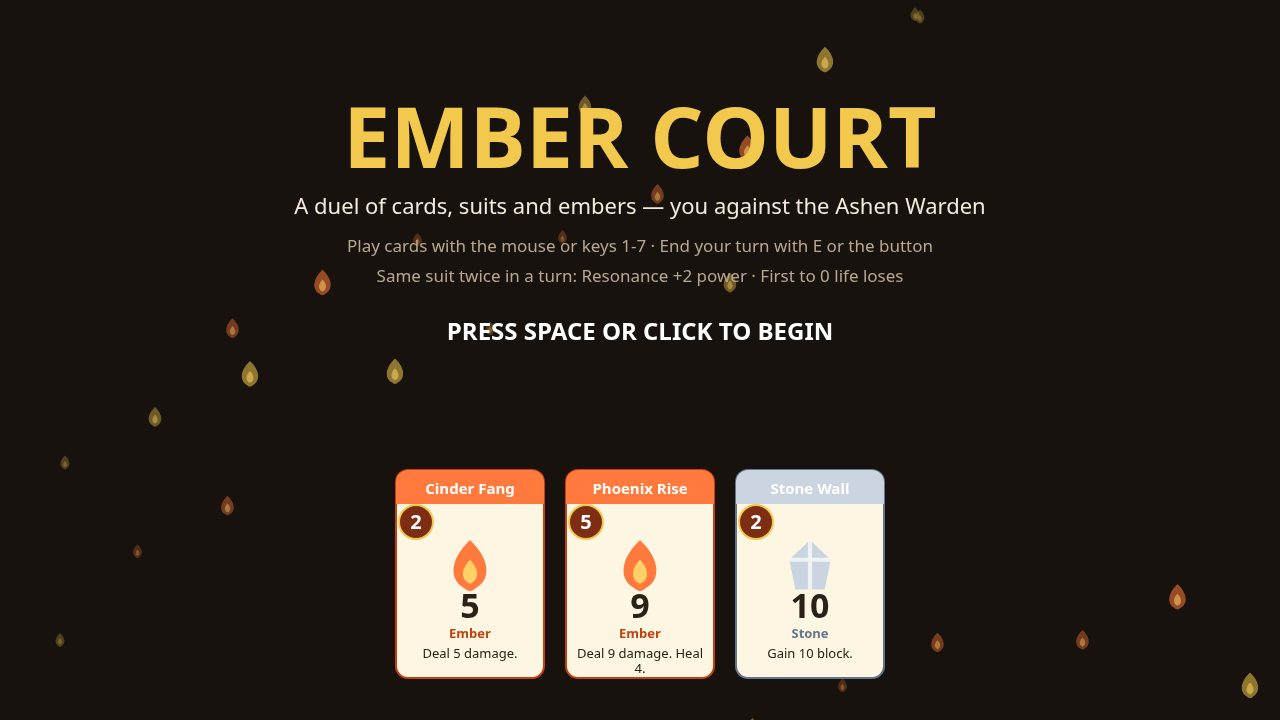 EMBER COURT
A duel of cards, suits and embers — you against the Ashen Warden
Play cards with the mouse or keys 1-7 · End your turn with E or the button
Same suit twice in a turn: Resonance +2 power · First to 0 life loses
PRESS SPACE OR CLICK TO BEGIN
Cinder Fang
2
5
Ember
Deal 5 damage.
Phoenix Rise
5
9
Ember
Deal 9 damage. Heal
4.
Stone Wall
2
10
Stone
Gain 10 block.